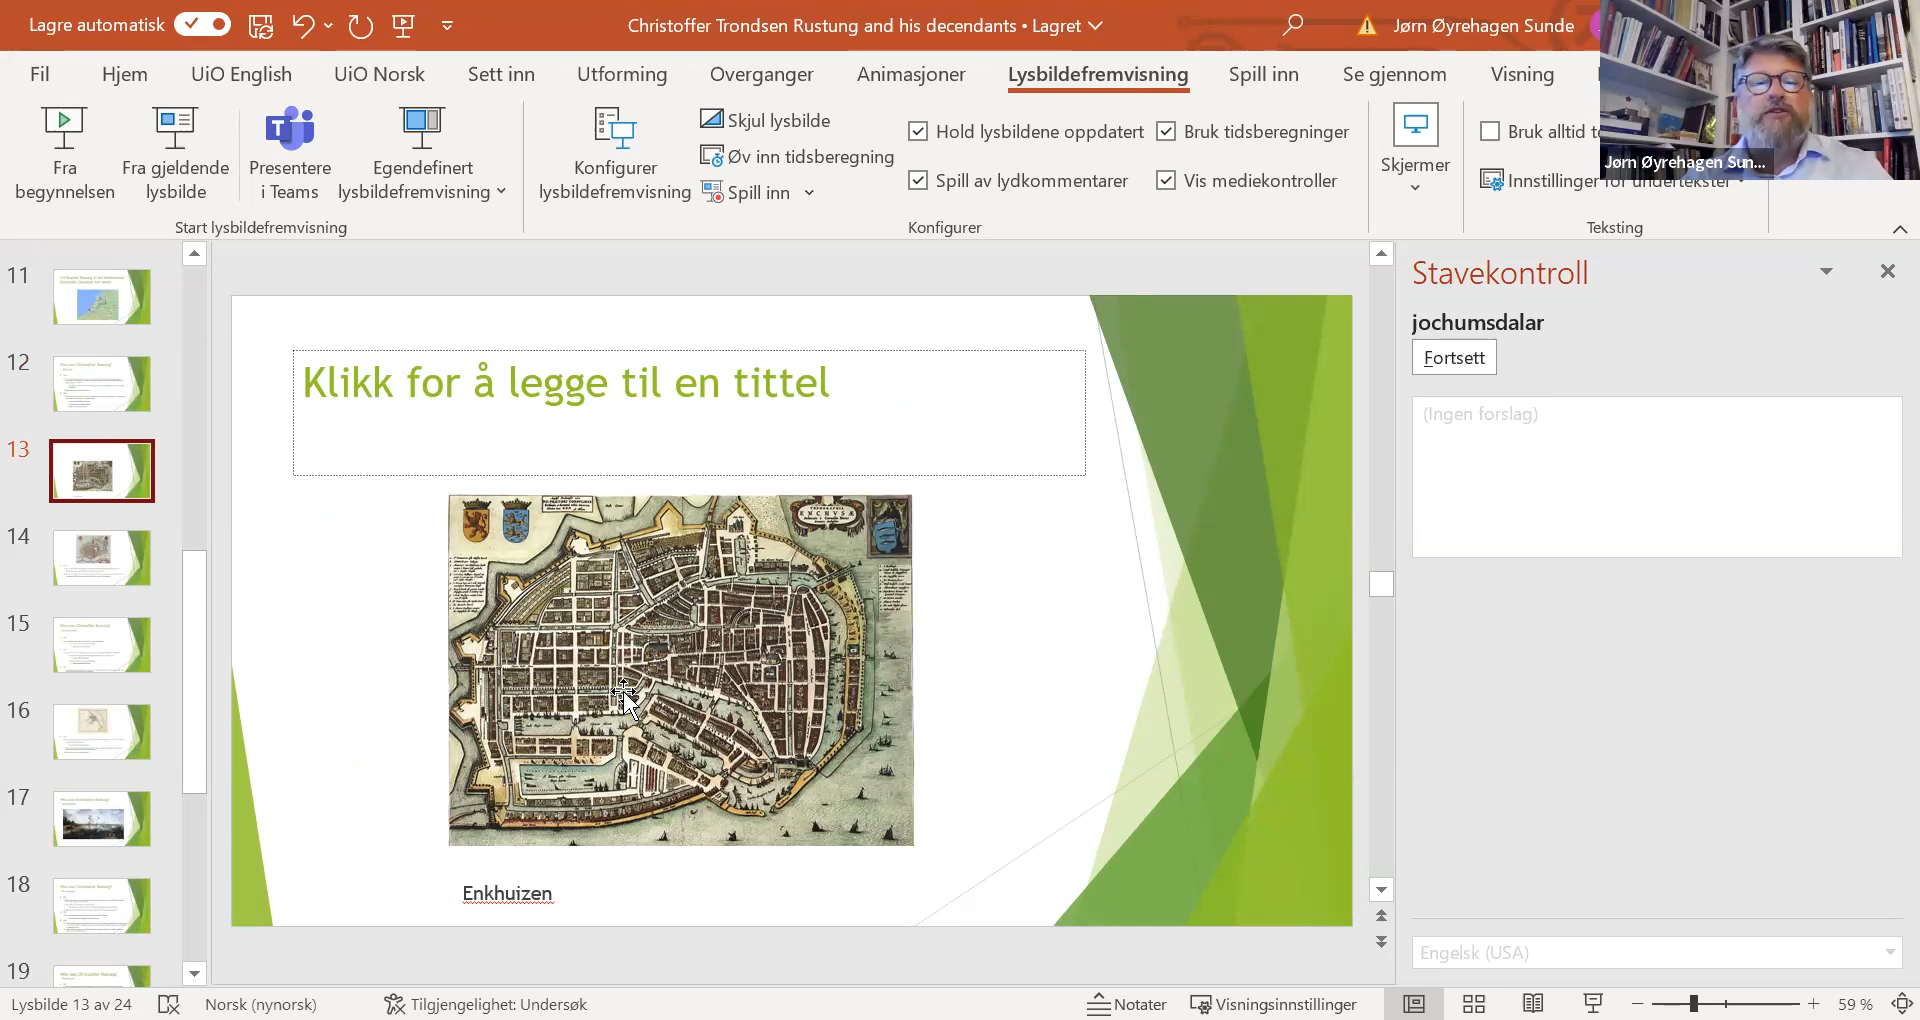 Lagre automatisk
Christoffer Trondsen Rustung and his decendants • Lagret
Jørn Øyrehagen Sunde
Fil
Hjem
UiO English
UiO Norsk
Sett inn
Utforming
Overganger
Animasjoner
Lysbildefremvisning
Spill inn
Se gjennom
Visning
Fra
begynnelsen
Fra gjeldende
lysbilde
Presentere
i Teams
Egendefinert
lysbildefremvisning
Start lysbildefremvisning
Konfigurer
lysbildefremvisning
Skjul lysbilde
Øv inn tidsberegning
Spill inn
Hold lysbildene oppdatert
Spill av lydkommentarer
Bruk tidsberegninger
Vis mediekontroller
Konfigurer
Skjermer
Bruk alltid
Innstillinger for undertekster
Teksting
Jørn Øyrehagen Sun...
11
12
13
14
15
16
17
18
19
Klikk for å legge til en tittel
ENCHUSÆ
Enkhuizen
Stavekontroll
jochumsdalar
Fortsett
(Ingen forslag)
Engelsk (USA)
Lysbilde 13 av 24
Norsk (nynorsk)
Tilgjengelighet: Undersøk
Notater
Visningsinnstillinger
59 %